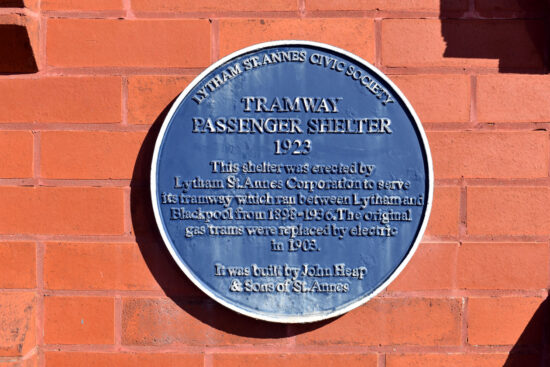 LYTHAM ST. ANNES CIVIC SOCIETY
TRAMWAY
PASSENGER SHELTER
1923
This shelter was erected by
Lytham St. Annes Corporation to serve
its tramway which ran between Lytham and
Blackpool from 1898-1936. The original
gas trams were replaced by electric
in 1903.
It was built by John Heap
& Sons of St. Annes